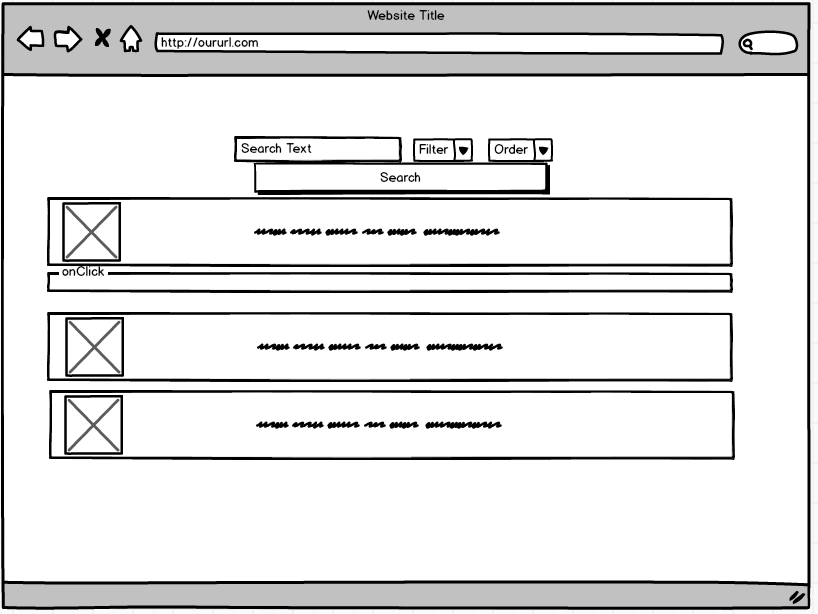 Website Title
http://oururl.com
Search Text
Filter
Order
Search
onClick